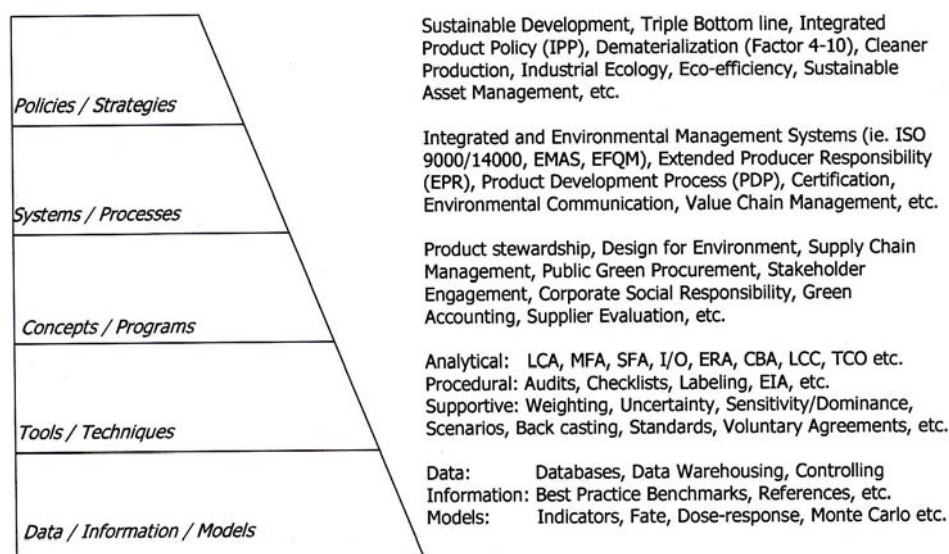 Sustainable Development, Triple Bottom line, Integrated
Product Policy (IPP), Dematerialization (Factor 4-10), Cleaner
Production, Industrial Ecology, Eco-efficiency, Sustainable
Asset Management, etc.
Policies / Strategies
Integrated and Environmental Management Systems (ie. ISO
9000/14000, EMAS, EFQM), Extended Producer Responsibility
(EPR), Product Development Process (PDP), Certification,
Environmental Communication, Value Chain Management, etc.
Systems / Processes
Product stewardship, Design for Environment, Supply Chain
Management, Public Green Procurement, Stakeholder
Engagement, Corporate Social Responsibility, Green
Accounting, Supplier Evaluation, etc.
Concepts / Programs
Analytical: LCA, MFA, SFA, I/O, ERA, CBA, LCC, TCO etc.
Procedural: Audits, Checklists, Labeling, EIA, etc.
Supportive: Weighting, Uncertainty, Sensitivity/Dominance,
Scenarios, Back casting, Standards, Voluntary Agreements, etc.
Tools / Techniques
Data: Databases, Data Warehousing, Controlling
Information: Best Practice Benchmarks, References, etc.
Models: Indicators, Fate, Dose-response, Monte Carlo etc.
Data / Information / Models